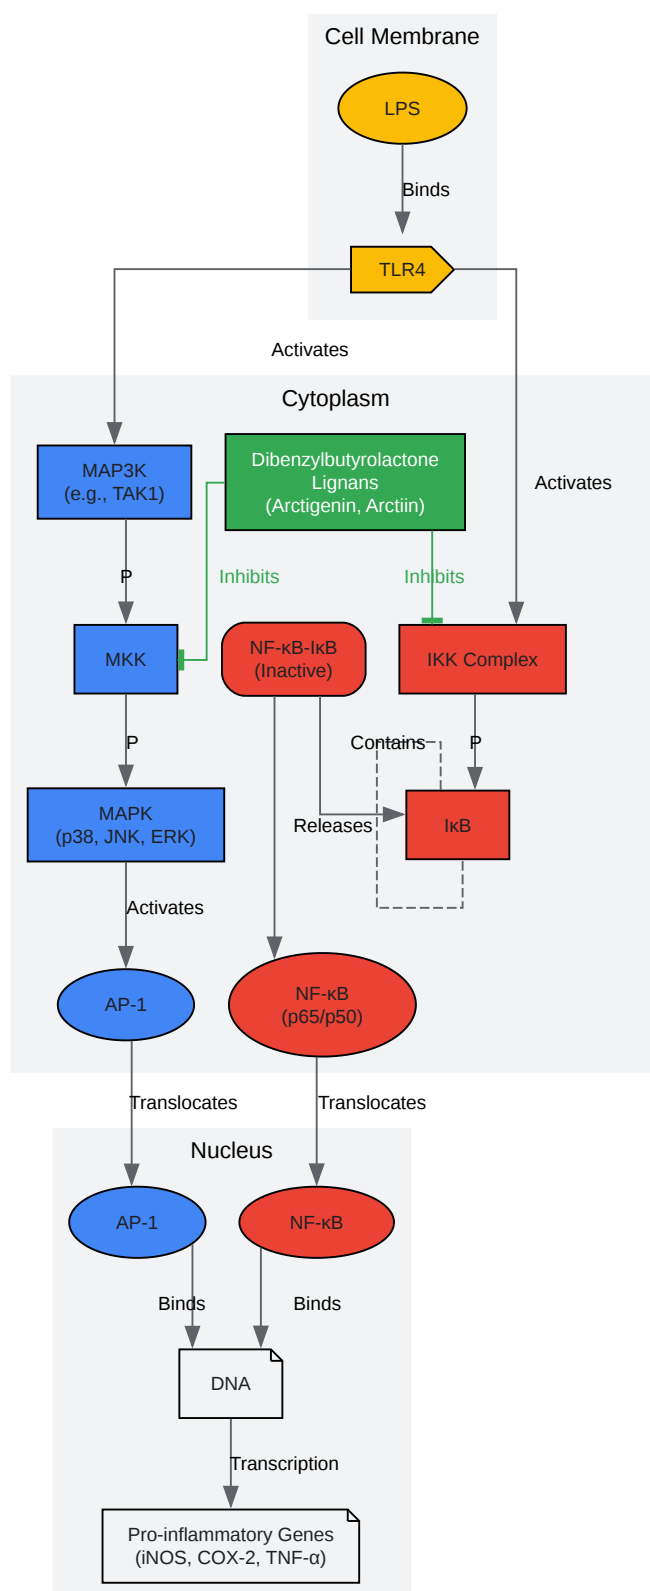 Cell Membrane
LPS
Binds
TLR4
Activates
Cytoplasm
MAP3K
(e.g., TAK1)
Dibenzylbutyrolactone
Lignans
(Arctigenin, Arctiin)
Activates
P
Inhibits
Inhibits
MKK
NF-κB-IκB
(Inactive)
IKK Complex
P
Contains
P
MAPK
(p38, JNK, ERK)
Releases
IκB
Activates
AP-1
NF-κB
(p65/p50)
Translocates
Translocates
Nucleus
AP-1
NF-κB
Binds
Binds
DNA
Transcription
Pro-inflammatory Genes
(iNOS, COX-2, TNF-α)